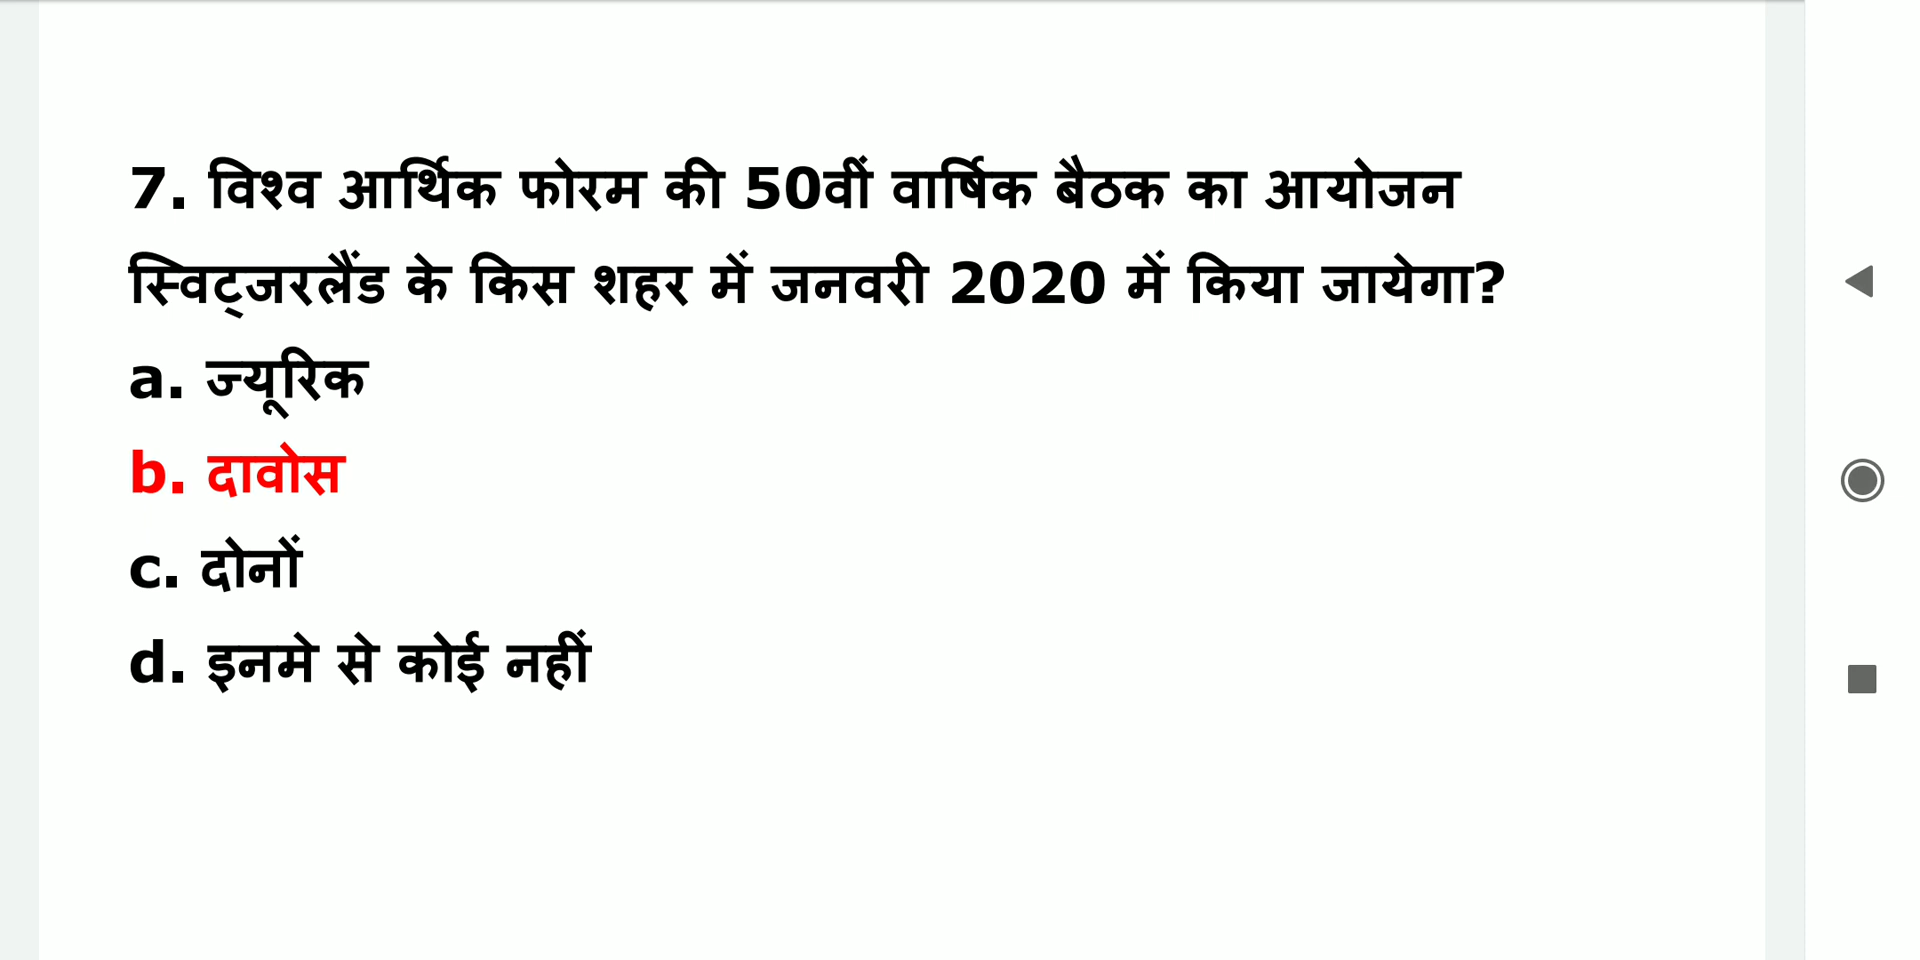 7. विश्व आर्थिक फोरम की 50वीं वार्षिक बैठक का आयोजन
स्विट्जरलैंड के किस शहर में जनवरी 2020 में किया जायेगा?
a. ज्यूरिक
b. दावोस
c. दोनों
d. इनमे से कोई नहीं